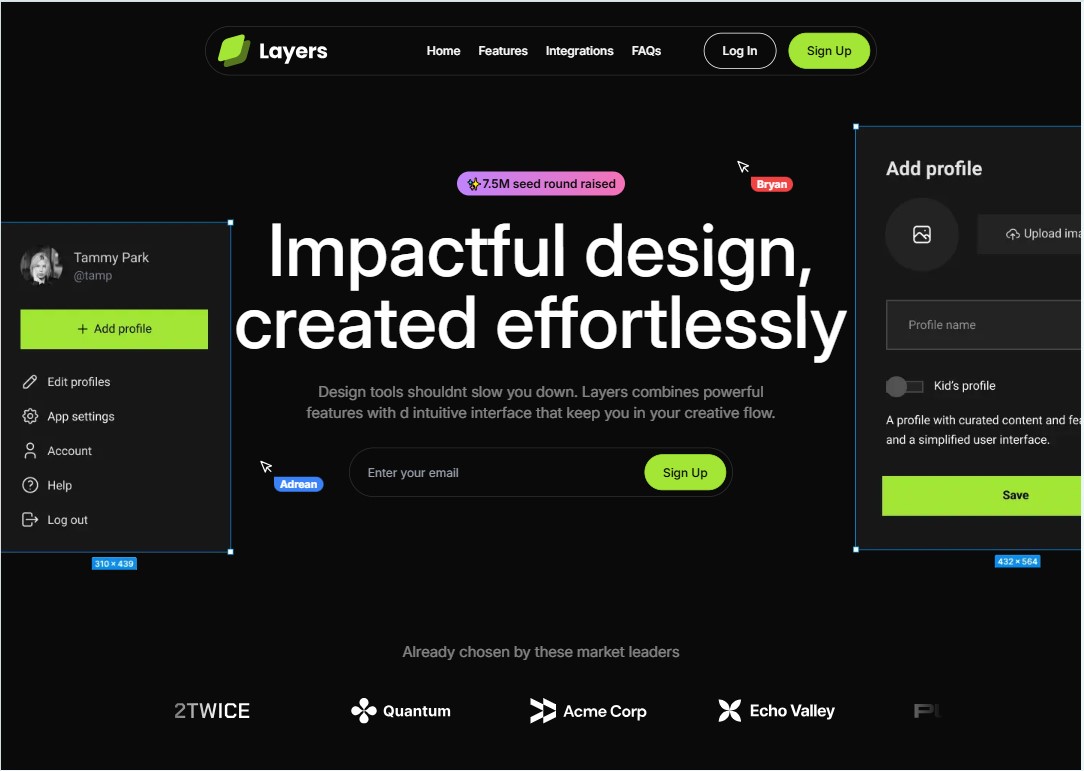 Layers
Home Features Integrations FAQs Log In Sign Up
✨7.5M seed round raised
Bryan
Impactful design,
created effortlessly
Design tools shouldnt slow you down. Layers combines powerful
features with d intuitive interface that keep you in your creative flow.
Enter your email Sign Up
Adrean
Tammy Park
@tamp
+ Add profile
Edit profiles
App settings
Account
Help
Log out
310 × 439
Add profile
Upload ima
Profile name
Kid's profile
A profile with curated content and fea
and a simplified user interface.
Save
432 × 564
Already chosen by these market leaders
2TWICE Quantum Acme Corp Echo Valley